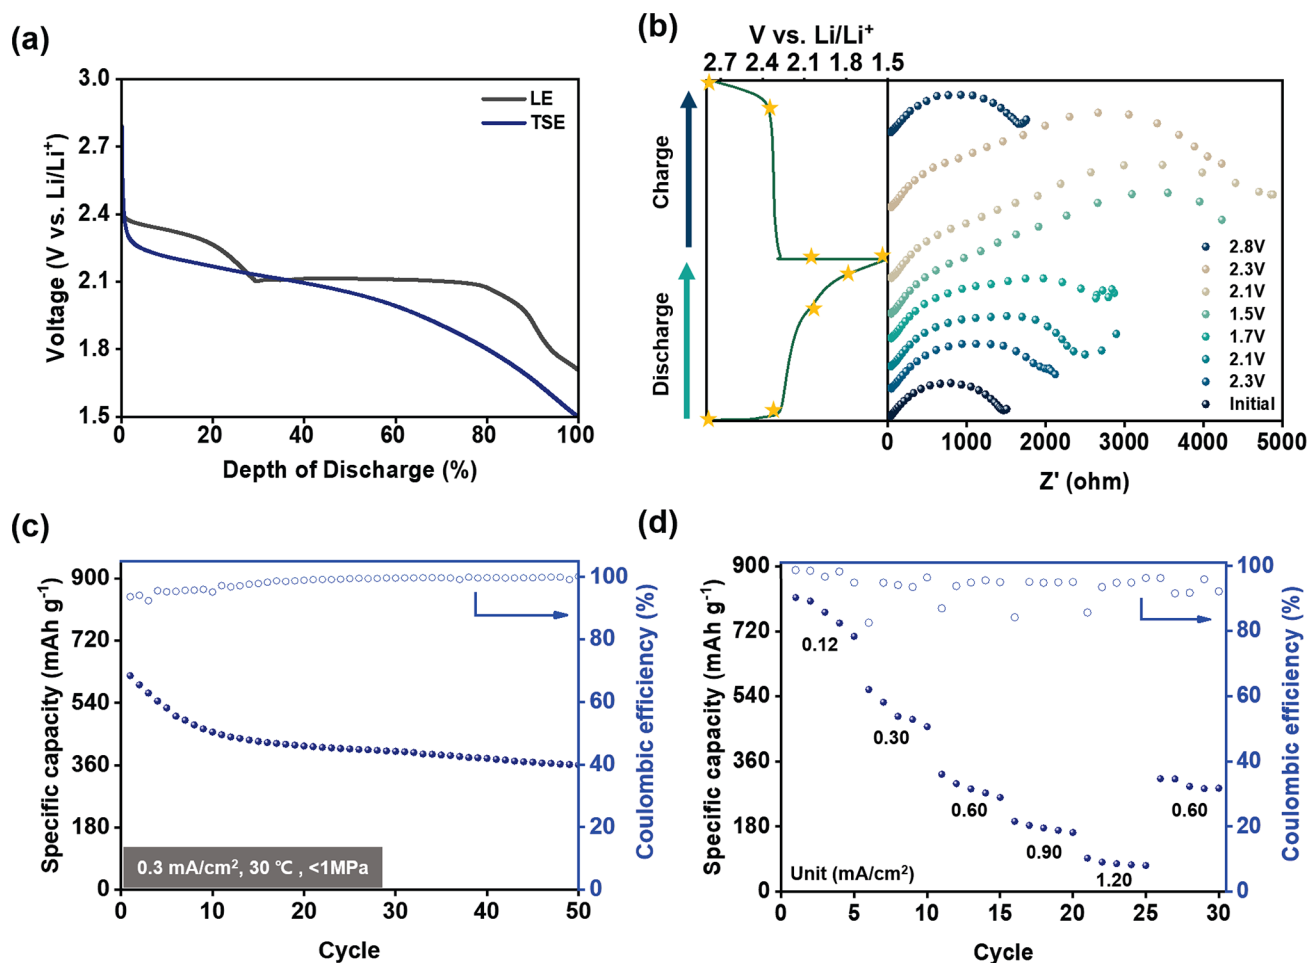 (a)
3.0
2.7
2.4
2.1
1.8
1.5
Voltage (V vs. Li/Li⁺)
LE
TSE
0
20
40
60
80
100
Depth of Discharge (%)
(b)
V vs. Li/Li⁺
2.7 2.4 2.1 1.8 1.5
Charge
Discharge
2.8V
2.3V
2.1V
1.5V
1.7V
2.1V
2.3V
Initial
0
1000
2000
3000
4000
5000
Z' (ohm)
(c)
Specific capacity (mAh g⁻¹)
900
720
540
360
180
0
100
80
60
40
20
0
Coulombic efficiency (%)
0.3 mA/cm², 30 ℃ , <1MPa
0
10
20
30
40
50
Cycle
(d)
Specific capacity (mAh g⁻¹)
900
720
540
360
180
0
0.12
0.30
0.60
0.90
1.20
0.60
Unit (mA/cm²)
100
80
60
40
20
0
Coulombic efficiency (%)
0
5
10
15
20
25
30
Cycle